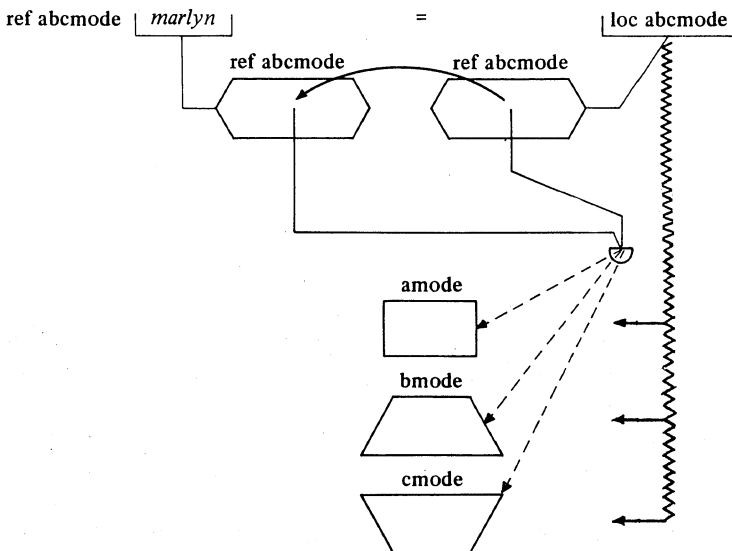 ref abcmode marlyn = loc abcmode
ref abcmode ref abcmode
amode
bmode
cmode